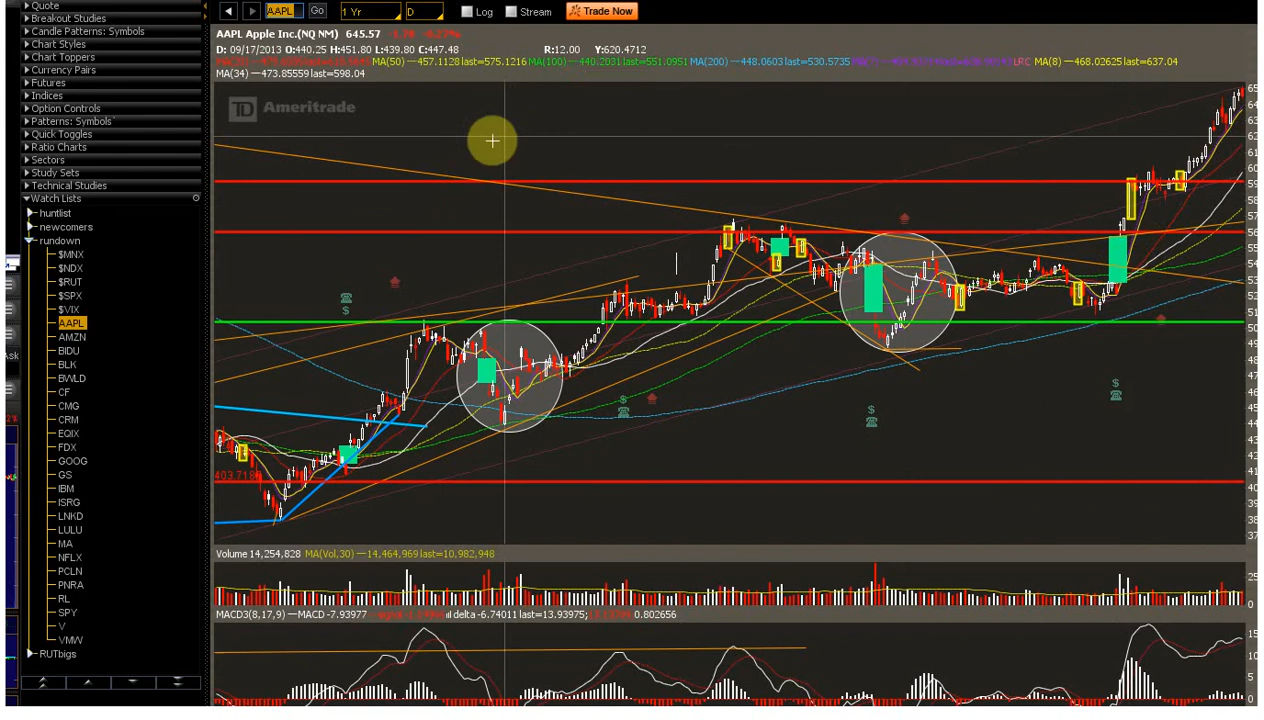 Quote
Breakout Studies
Candle Patterns: Symbols
Chart Styles
Chart Toppers
Currency Pairs
Futures
Indices
Option Controls
Patterns: Symbols
Quick Toggles
Ratio Charts
Sectors
Study Sets
Technical Studies
Watch Lists
huntlist
newcomers
rundown
$MNX
$NDX
$RUT
$SPX
$VIX
AAPL
AMZN
BIDU
BLK
BWLD
CF
CMG
CRM
EQIX
FDX
GOOG
GS
IBM
ISRG
LNKD
LULU
MA
NFLX
PCLN
PNRA
RL
SPY
V
VMW
RUTbigs
AAPL Go 1 Yr D Log Stream Trade Now
AAPL Apple Inc.(NQ NM) 645.57
D: 09/17/2013 O:440.25 H:451.80 L:439.80 C:447.48 R:12.00 Y:620.4712
MA(50) —457.1128 last=575.1216 MA(100) —440.2031 last=551.0951 MA(200) —448.0603 last=530.5735 LRC MA(8) —468.02625 last=637.04
MA(34) —473.85559 last=598.04
TD Ameritrade
Volume 14,254,828 MA(Vol,30) —14,464,969 last=10,982,948
MACD3(8,17,9) —MACD -7.93977 delta -6.74011 last=13.93975; 0.802656
15
10
5
0